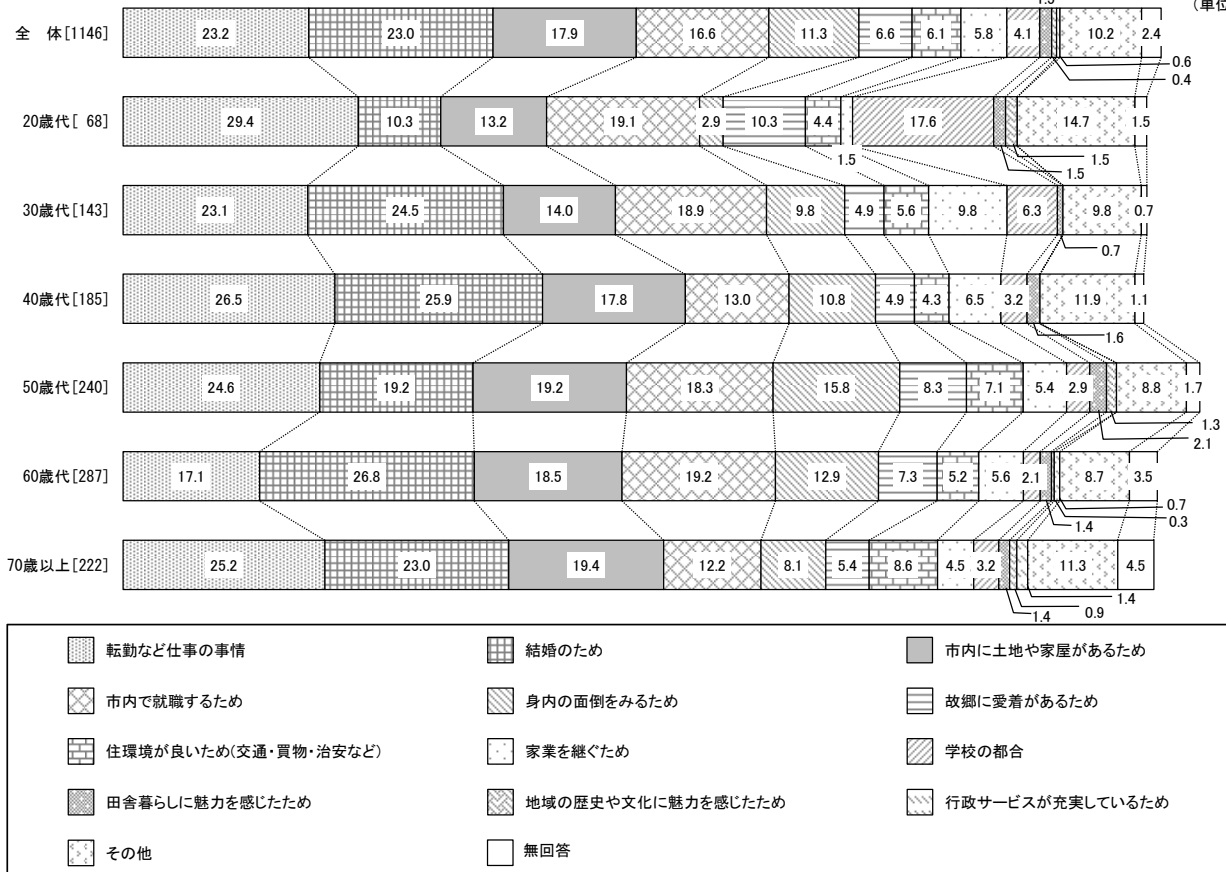 (単位
全 体[1146] 23.2 23.0 17.9 16.6 11.3 6.6 6.1 5.8 4.1 10.2 2.4
0.6
0.4
20歳代[ 68] 29.4 10.3 13.2 19.1 2.9 10.3 4.4 17.6 14.7 1.5
1.5 1.5
1.5
30歳代[143] 23.1 24.5 14.0 18.9 9.8 4.9 5.6 9.8 6.3 9.8 0.7
0.7
40歳代[185] 26.5 25.9 17.8 13.0 10.8 4.9 4.3 6.5 3.2 11.9 1.1
1.6
50歳代[240] 24.6 19.2 19.2 18.3 15.8 8.3 7.1 5.4 2.9 8.8 1.7
1.3
2.1
60歳代[287] 17.1 26.8 18.5 19.2 12.9 7.3 5.2 5.6 2.1 8.7 3.5
0.7
0.3
1.4
70歳以上[222] 25.2 23.0 19.4 12.2 8.1 5.4 8.6 4.5 3.2 11.3 4.5
1.4
0.9
1.4
転勤など仕事の事情 結婚のため 市内に土地や家屋があるため
市内で就職するため 身内の面倒をみるため 故郷に愛着があるため
住環境が良いため(交通・買物・治安など) 家業を継ぐため 学校の都合
田舎暮らしに魅力を感じたため 地域の歴史や文化に魅力を感じたため 行政サービスが充実しているため
その他 無回答